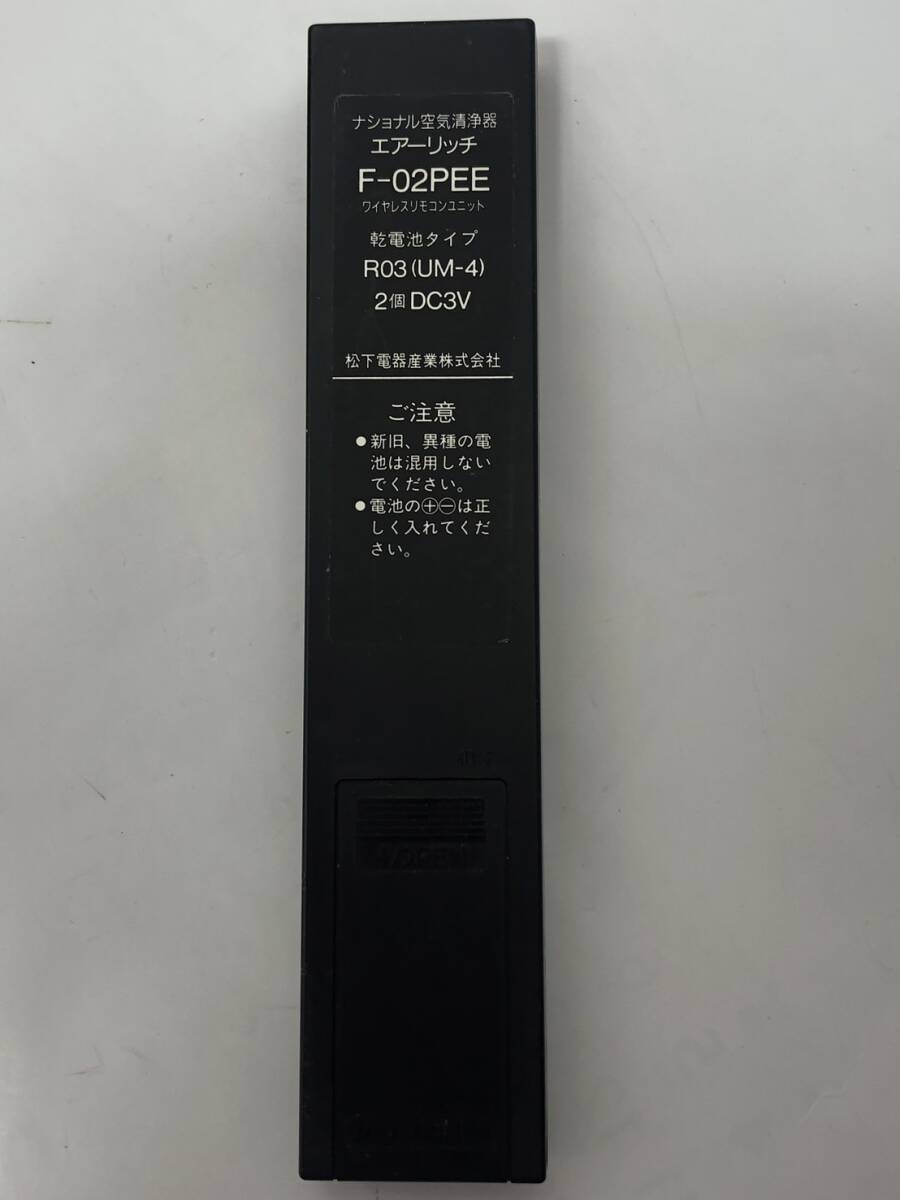 ナショナル空気清浄器
エアーリッチ
F-02PEE
ワイヤレスリモコンユニット
乾電池タイプ
R03(UM-4)
2個 DC3V
松下電器産業株式会社
ご注意
●新旧、異種の電
池は混用しない
でください。
●電池の⊕⊖は正
しく入れてくだ
さい。
OPEN